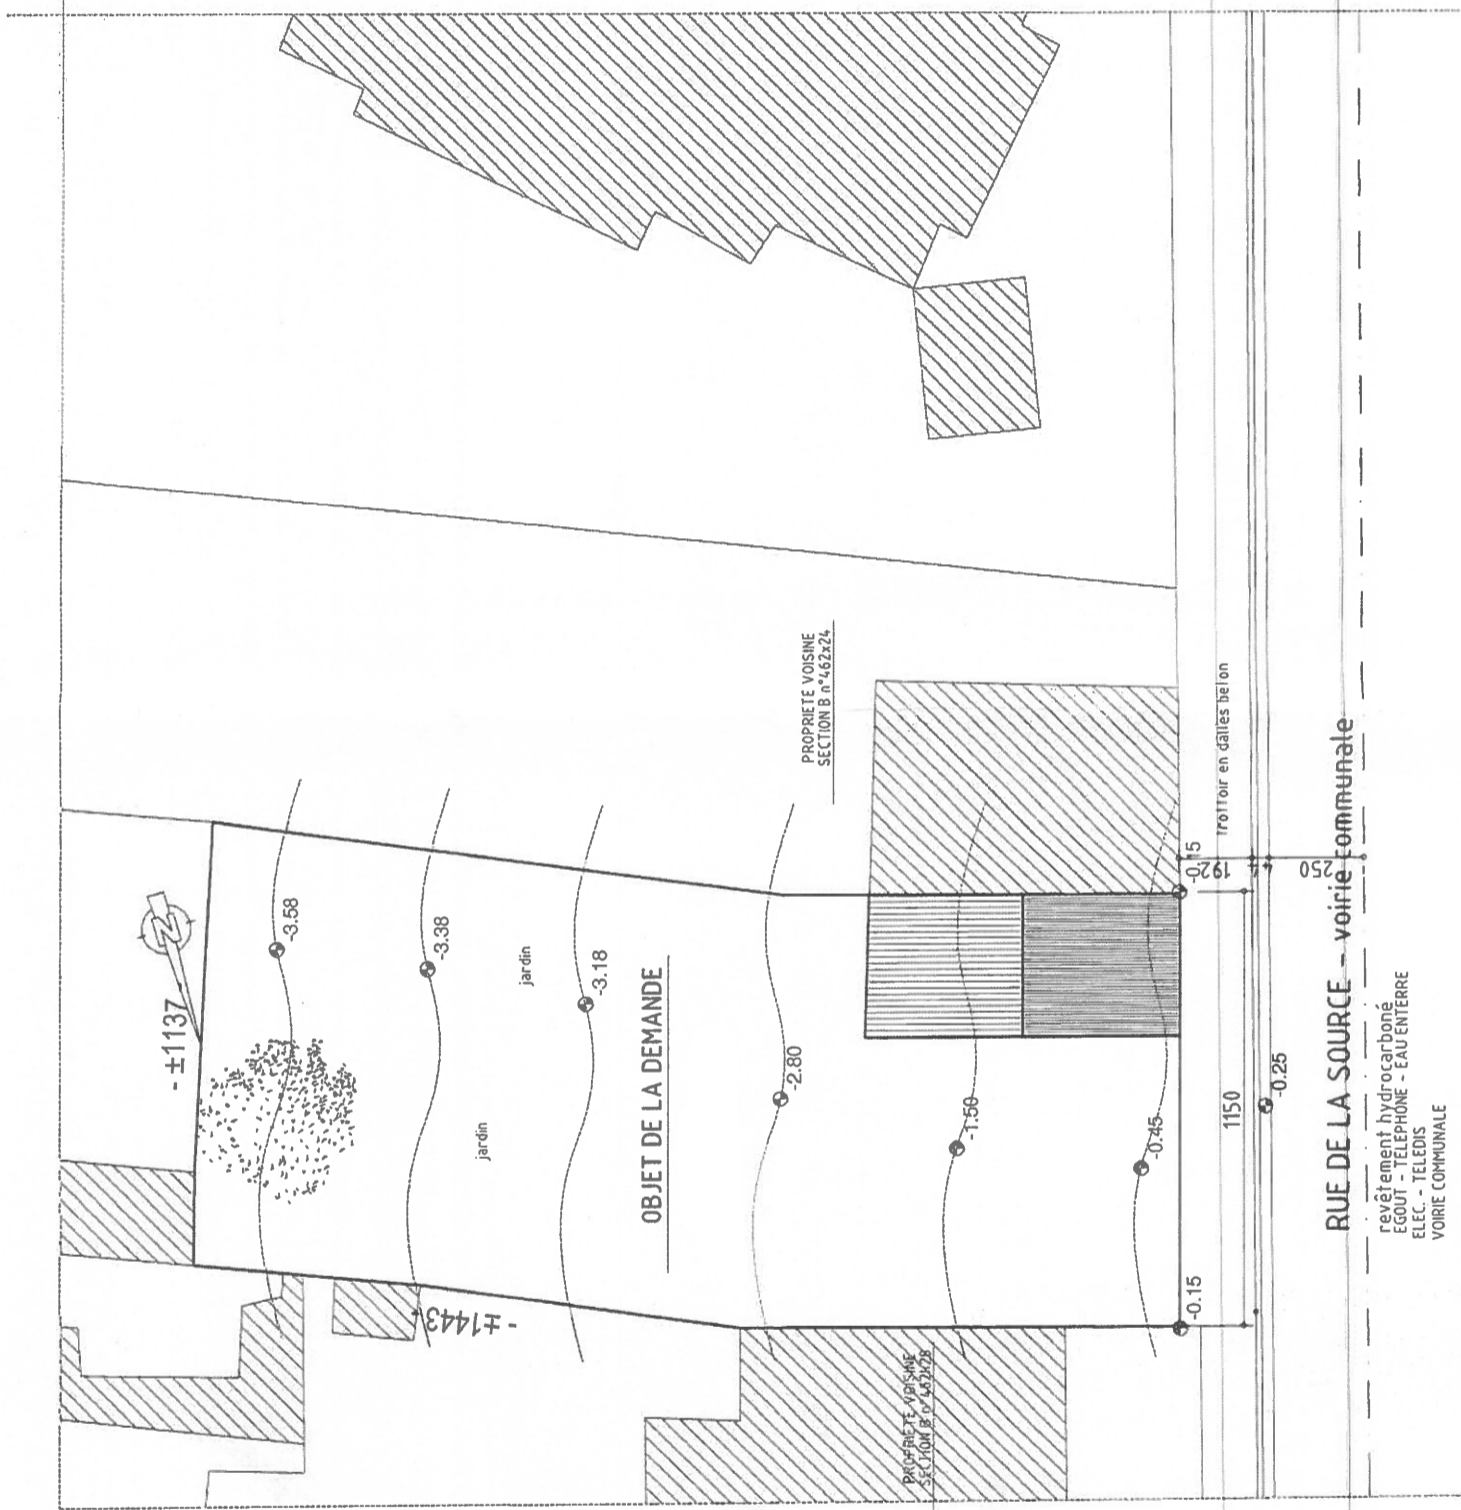 - ±1137 -
N
-3.58
-3.38
jardin
-3.18
jardin
OBJET DE LA DEMANDE
-2.80
-1.50
-0.45
- ±1443 -
PROPRIETE VOISINE
SECTION B n°462x24
PROPRIETE VOISINE
SECTION B n°462k28
trottoir en dalles beton
-0.15
192
250
1150
-0.15
-0.25
RUE DE LA SOURCE - voirie communale
revêtement hydrocarboné
EGOUT - TELEPHONE - EAU ENTERRE
ELEC. - TELEDIS
VOIRIE COMMUNALE